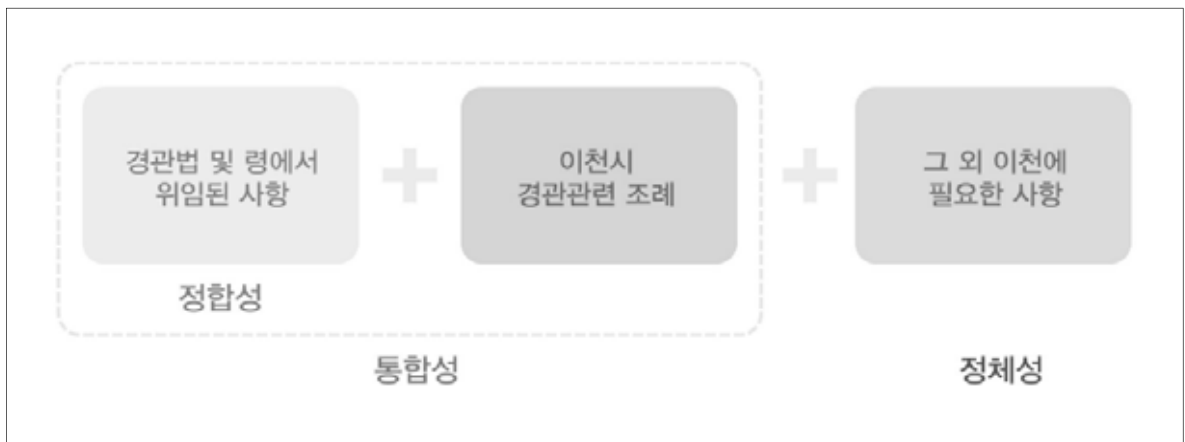 경관법 및 령에서
위임된 사항
이천시
경관관련 조례
그 외 이천에
필요한 사항
정합성
통합성
정체성